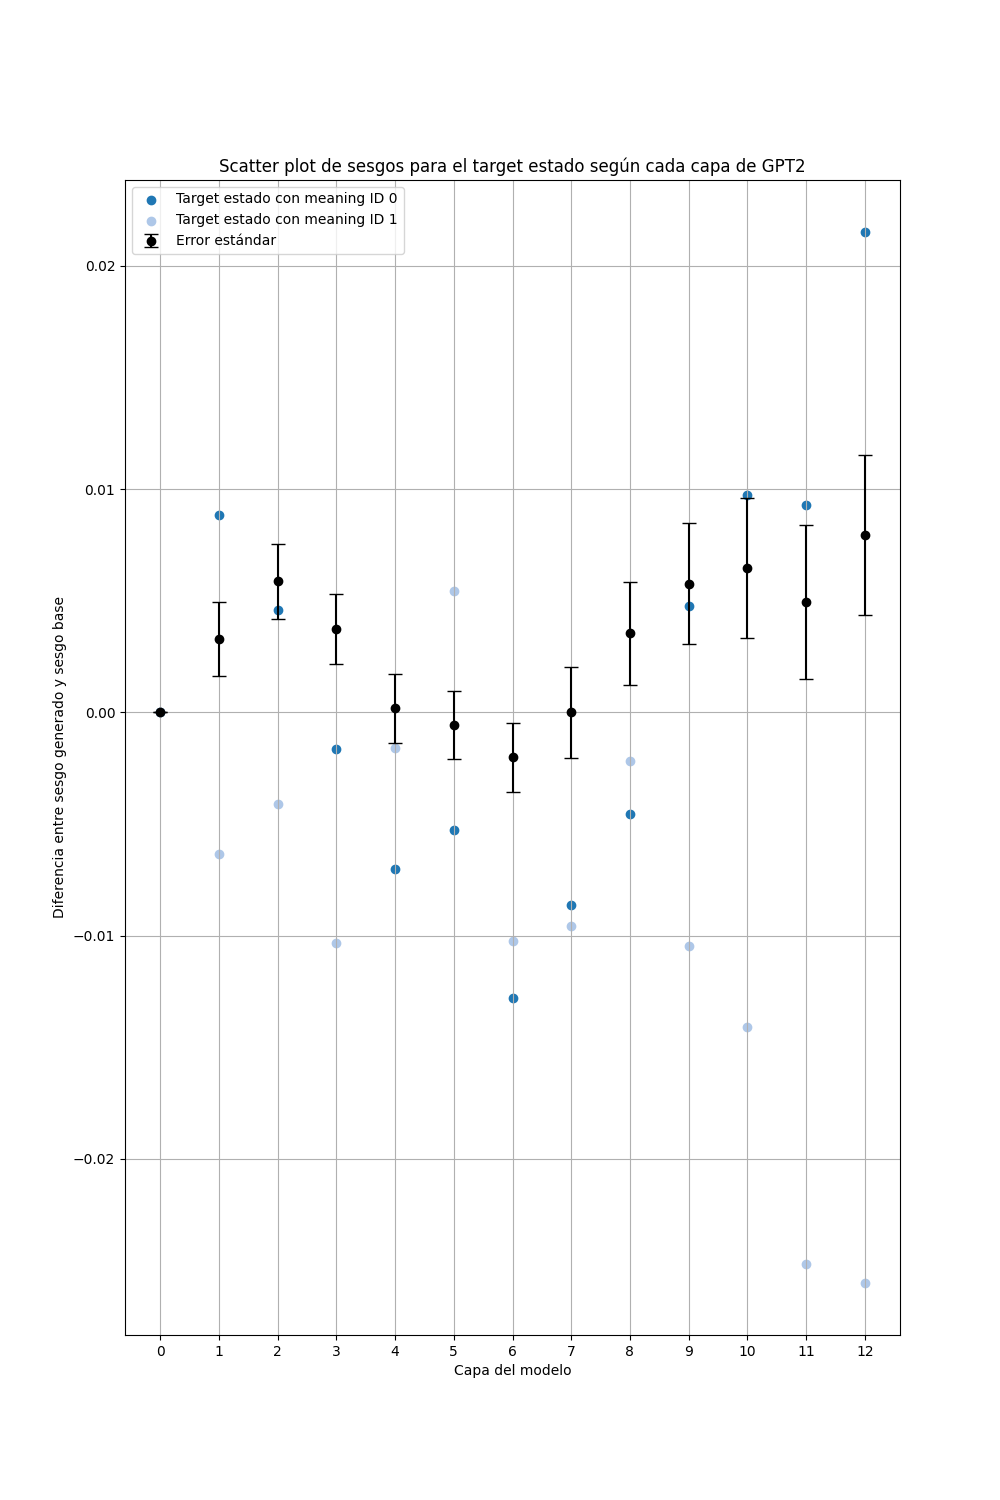 Scatter plot de sesgos para el target estado según cada capa de GPT2
Target estado con meaning ID 0
Target estado con meaning ID 1
Error estándar
0.02
0.01
0.00
−0.01
−0.02
Diferencia entre sesgo generado y sesgo base
0 1 2 3 4 5 6 7 8 9 10 11 12
Capa del modelo